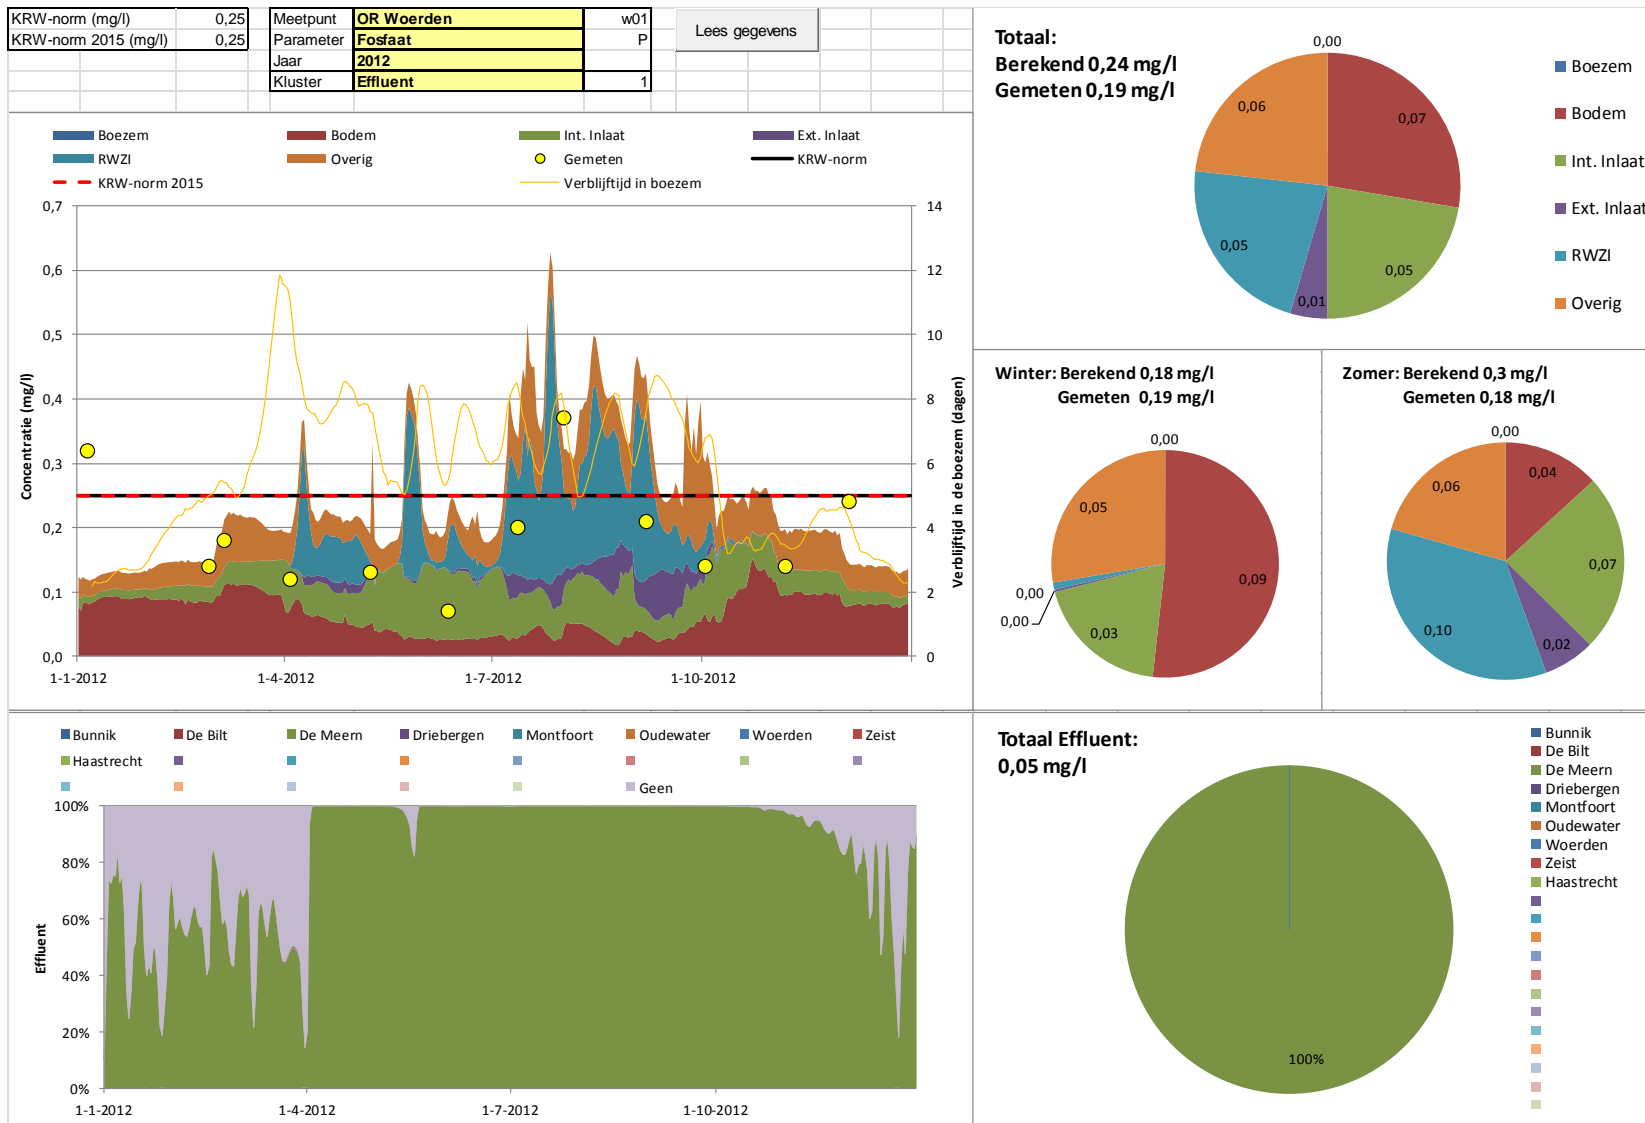 KRW-norm (mg/l) 0,25
KRW-norm 2015 (mg/l) 0,25
Meetpunt OR Woerden w01
Parameter Fosfaat P
Jaar 2012
Kluster Effluent 1
Lees gegevens
Boezem Bodem Int. Inlaat Ext. Inlaat
RWZI Overig Gemeten KRW-norm
KRW-norm 2015 Verblijftijd in boezem
0,7
0,6
0,5
0,4
0,3
0,2
0,1
0,0
Concentratie (mg/l)
14
12
10
8
6
4
2
0
Verblijftijd in de boezem (dagen)
1-1-2012 1-4-2012 1-7-2012 1-10-2012
Totaal:
Berekend 0,24 mg/l
Gemeten 0,19 mg/l
0,00
0,07
0,05
0,01
0,05
0,06
Boezem
Bodem
Int. Inlaat
Ext. Inlaat
RWZI
Overig
Winter: Berekend 0,18 mg/l
Gemeten 0,19 mg/l
0,00
0,09
0,03
0,00
0,00
0,05
Zomer: Berekend 0,3 mg/l
Gemeten 0,18 mg/l
0,00
0,04
0,07
0,02
0,10
0,06
Bunnik De Bilt De Meern Driebergen Montfoort Oudewater Woerden Zeist
Haastrecht
Geen
100%
80%
60%
40%
20%
0%
Effluent
1-1-2012 1-4-2012 1-7-2012 1-10-2012
Totaal Effluent:
0,05 mg/l
100%
Bunnik
De Bilt
De Meern
Driebergen
Montfoort
Oudewater
Woerden
Zeist
Haastrecht